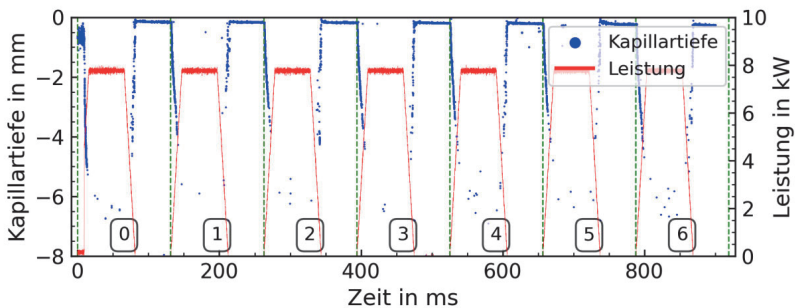 Kapillartiefe in mm
0
−2
−4
−6
−8
10
8
6
4
2
0
Leistung in kW
Kapillartiefe
Leistung
0 1 2 3 4 5 6
0 200 400 600 800
Zeit in ms